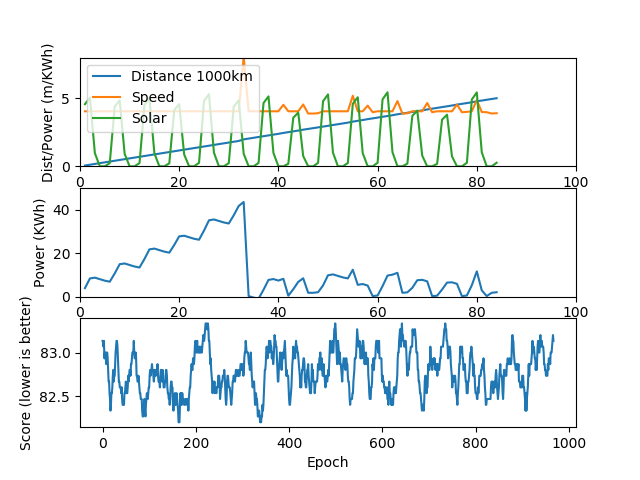 Dist/Power (m/KWh)
5
0
Distance 1000km
Speed
Solar
0 20 40 60 80 100
Power (KWh)
40
20
0
0 20 40 60 80 100
Score (lower is better)
83.0
82.5
0 200 400 600 800 1000
Epoch